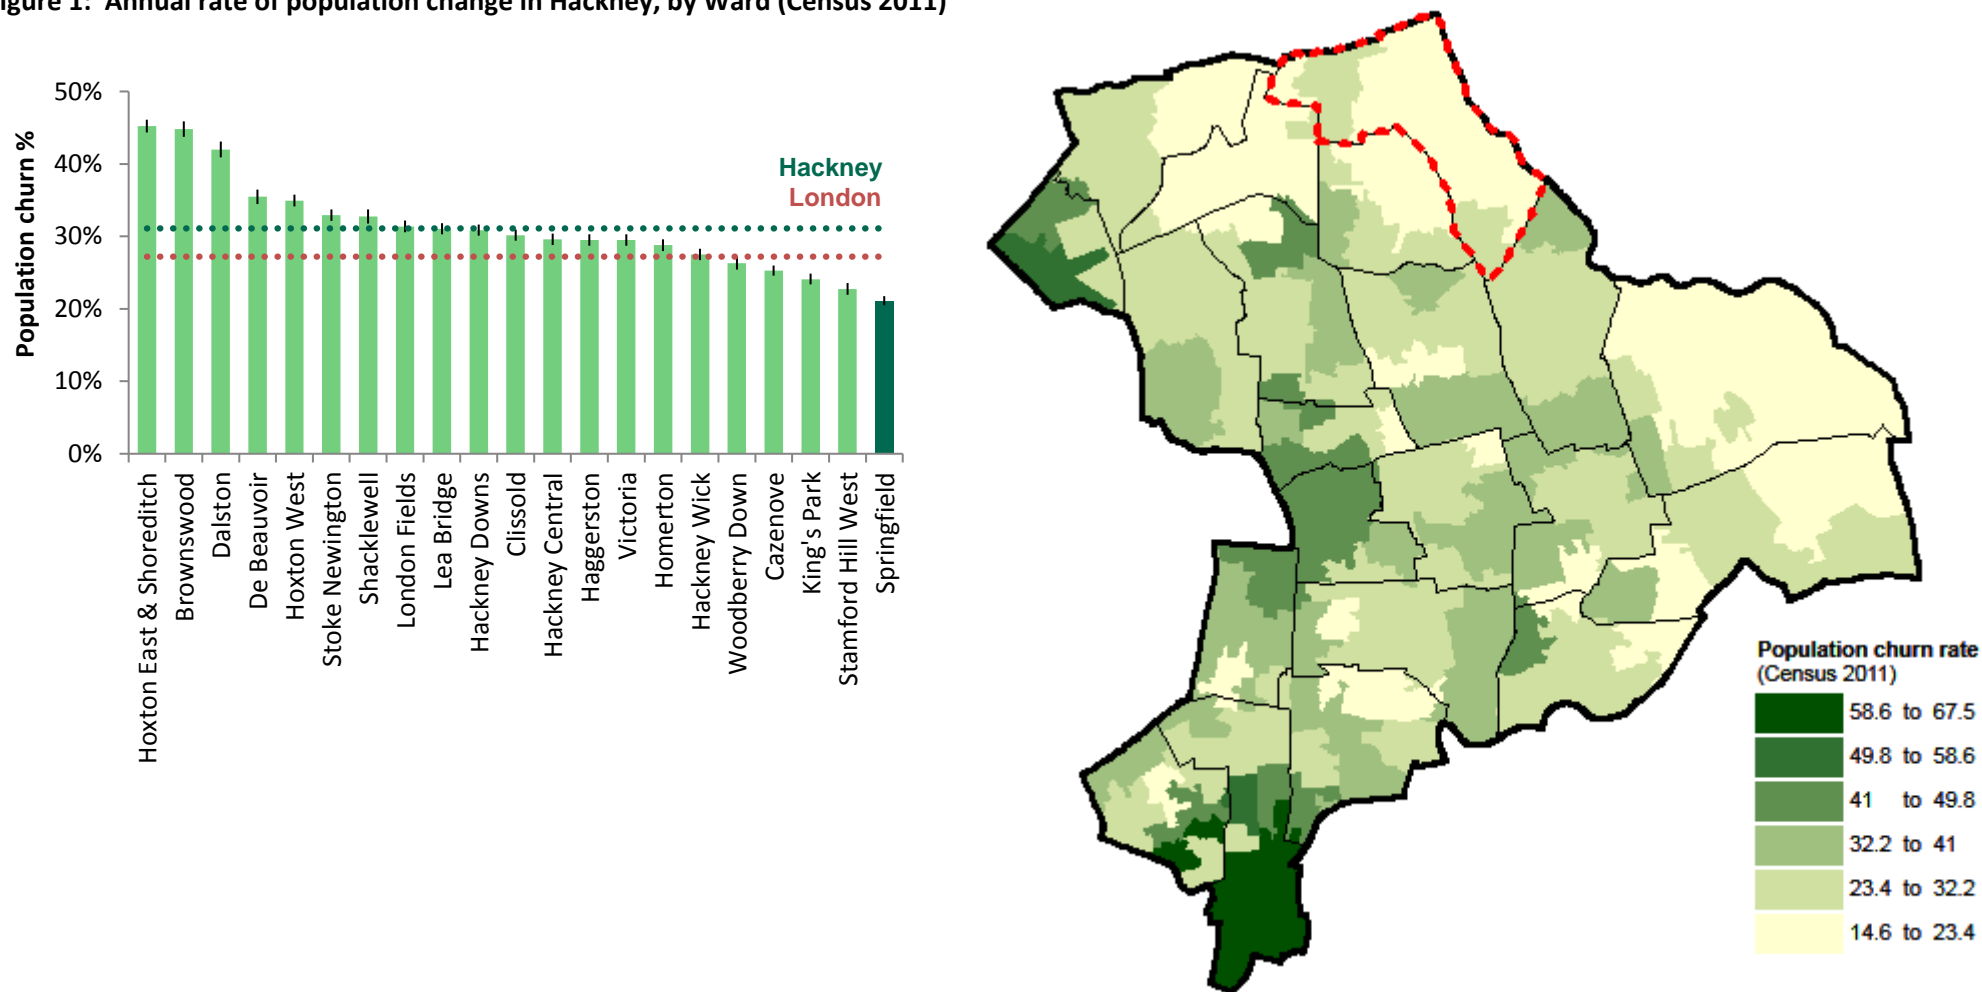 igure 1: Annual rate of population change in Hackney, by Ward (Census 2011)
Population churn %
50%
40%
30%
20%
10%
0%
Hackney
London
Hoxton East & Shoreditch
Brownswood
Dalston
De Beauvoir
Hoxton West
Stoke Newington
Shacklewell
London Fields
Lea Bridge
Hackney Downs
Clissold
Hackney Central
Haggerston
Victoria
Homerton
Hackney Wick
Woodberry Down
Cazenove
King's Park
Stamford Hill West
Springfield
Population churn rate
(Census 2011)
58.6 to 67.5
49.8 to 58.6
41 to 49.8
32.2 to 41
23.4 to 32.2
14.6 to 23.4